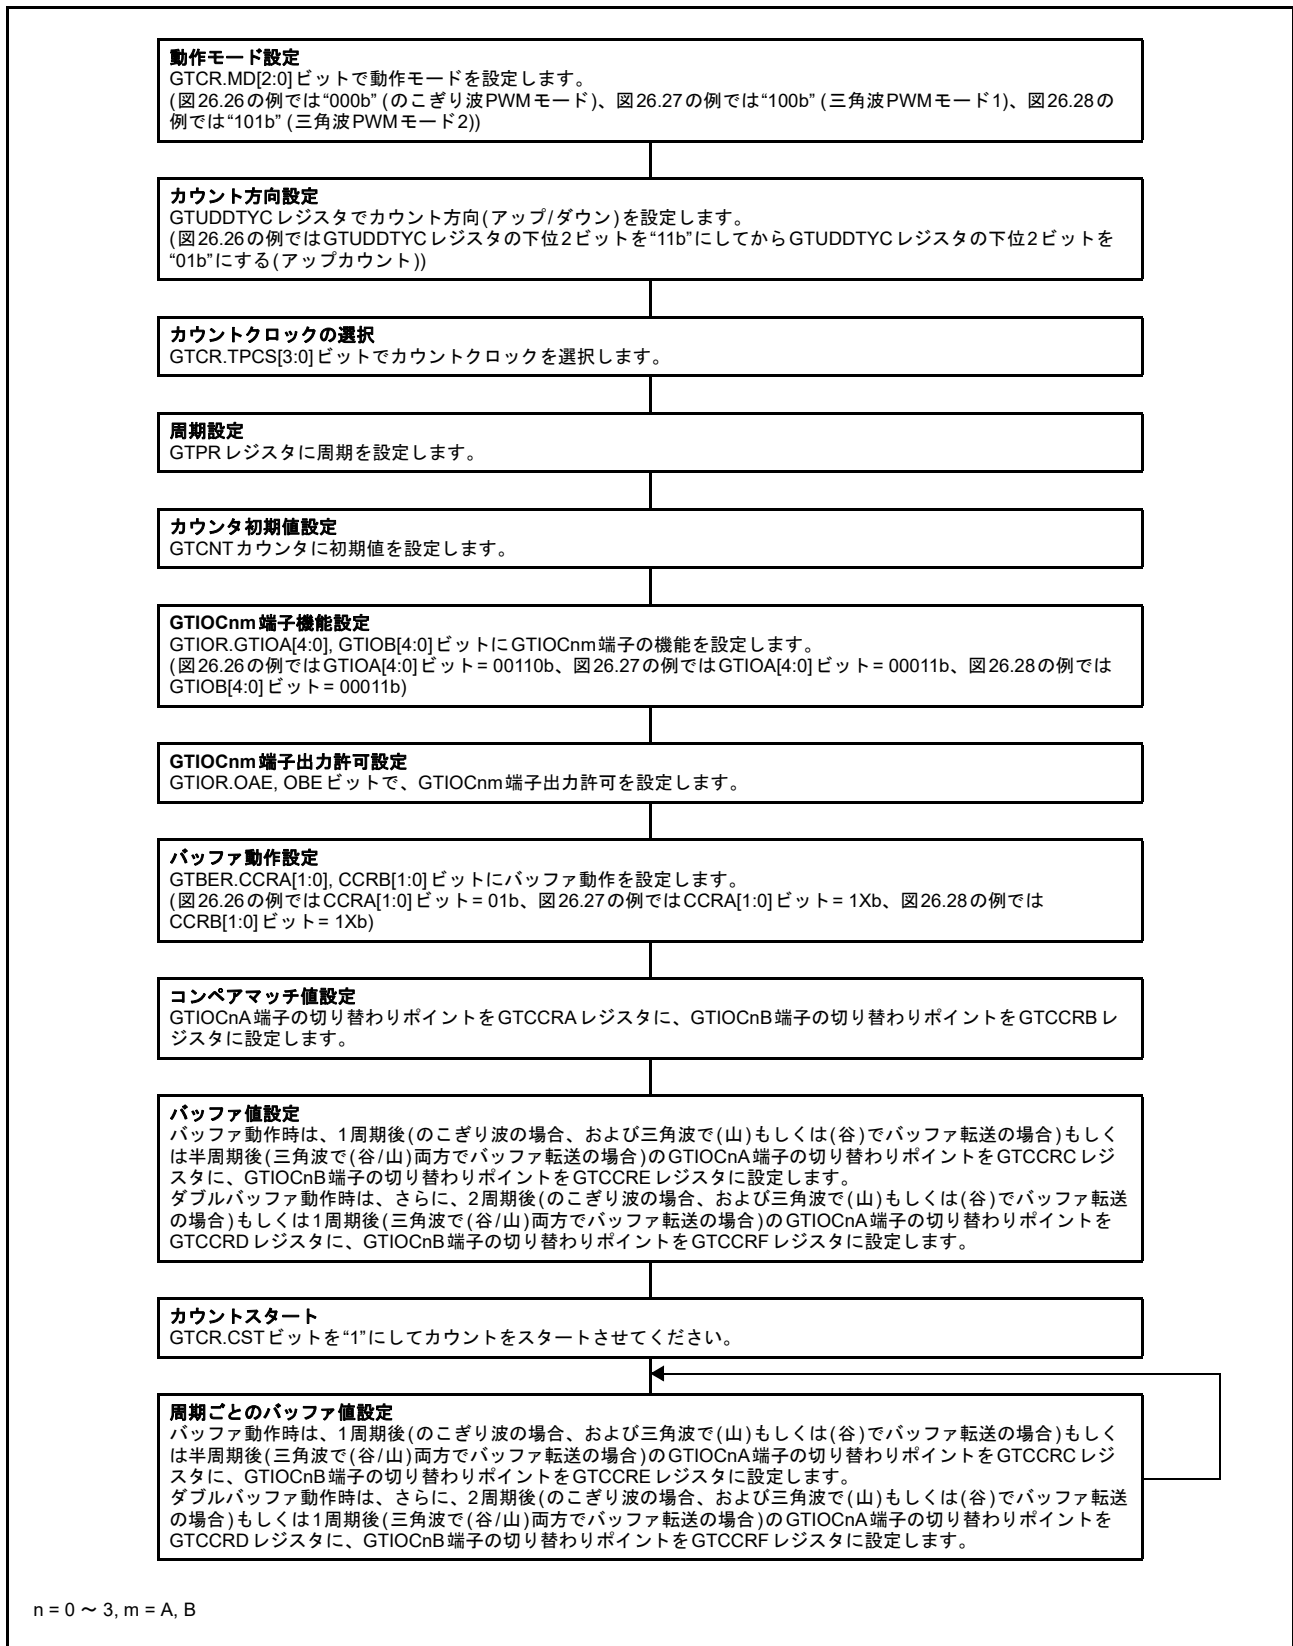 動作モード設定
GTCR.MD[2:0]ビットで動作モードを設定します。
(図26.26の例では“000b” (のこぎり波PWMモード)、図26.27の例では“100b” (三角波PWMモード1)、図26.28の
例では“101b” (三角波PWMモード2))
カウント方向設定
GTUDDTYCレジスタでカウント方向(アップ/ダウン)を設定します。
(図26.26の例ではGTUDDTYCレジスタの下位2ビットを“11b”にしてからGTUDDTYCレジスタの下位2ビットを
“01b”にする(アップカウント))
カウントクロックの選択
GTCR.TPCS[3:0]ビットでカウントクロックを選択します。
周期設定
GTPRレジスタに周期を設定します。
カウンタ初期値設定
GTCNTカウンタに初期値を設定します。
GTIOCnm端子機能設定
GTIOR.GTIOA[4:0], GTIOB[4:0]ビットにGTIOCnm端子の機能を設定します。
(図26.26の例ではGTIOA[4:0]ビット= 00110b、図26.27の例ではGTIOA[4:0]ビット= 00011b、図26.28の例では
GTIOB[4:0]ビット= 00011b)
GTIOCnm端子出力許可設定
GTIOR.OAE, OBEビットで、GTIOCnm端子出力許可を設定します。
バッファ動作設定
GTBER.CCRA[1:0], CCRB[1:0]ビットにバッファ動作を設定します。
(図26.26の例ではCCRA[1:0]ビット= 01b、図26.27の例ではCCRA[1:0]ビット= 1Xb、図26.28の例では
CCRB[1:0]ビット= 1Xb)
コンペアマッチ値設定
GTIOCnA端子の切り替わりポイントをGTCCRAレジスタに、GTIOCnB端子の切り替わりポイントをGTCCRBレ
ジスタに設定します。
バッファ値設定
バッファ動作時は、1周期後(のこぎり波の場合、および三角波で(山)もしくは(谷)でバッファ転送の場合)もしく
は半周期後(三角波で(谷/山)両方でバッファ転送の場合)のGTIOCnA端子の切り替わりポイントをGTCCRCレジ
スタに、GTIOCnB端子の切り替わりポイントをGTCCREレジスタに設定します。
ダブルバッファ動作時は、さらに、2周期後(のこぎり波の場合、および三角波で(山)もしくは(谷)でバッファ転送
の場合)もしくは1周期後(三角波で(谷/山)両方でバッファ転送の場合)のGTIOCnA端子の切り替わりポイントを
GTCCRDレジスタに、GTIOCnB端子の切り替わりポイントをGTCCRFレジスタに設定します。
カウントスタート
GTCR.CSTビットを“1”にしてカウントをスタートさせてください。
周期ごとのバッファ値設定
バッファ動作時は、1周期後(のこぎり波の場合、および三角波で(山)もしくは(谷)でバッファ転送の場合)もしく
は半周期後(三角波で(谷/山)両方でバッファ転送の場合)のGTIOCnA端子の切り替わりポイントをGTCCRCレジ
スタに、GTIOCnB端子の切り替わりポイントをGTCCREレジスタに設定します。
ダブルバッファ動作時は、さらに、2周期後(のこぎり波の場合、および三角波で(山)もしくは(谷)でバッファ転送
の場合)もしくは1周期後(三角波で(谷/山)両方でバッファ転送の場合)のGTIOCnA端子の切り替わりポイントを
GTCCRDレジスタに、GTIOCnB端子の切り替わりポイントをGTCCRFレジスタに設定します。
n = 0 ～ 3, m = A, B